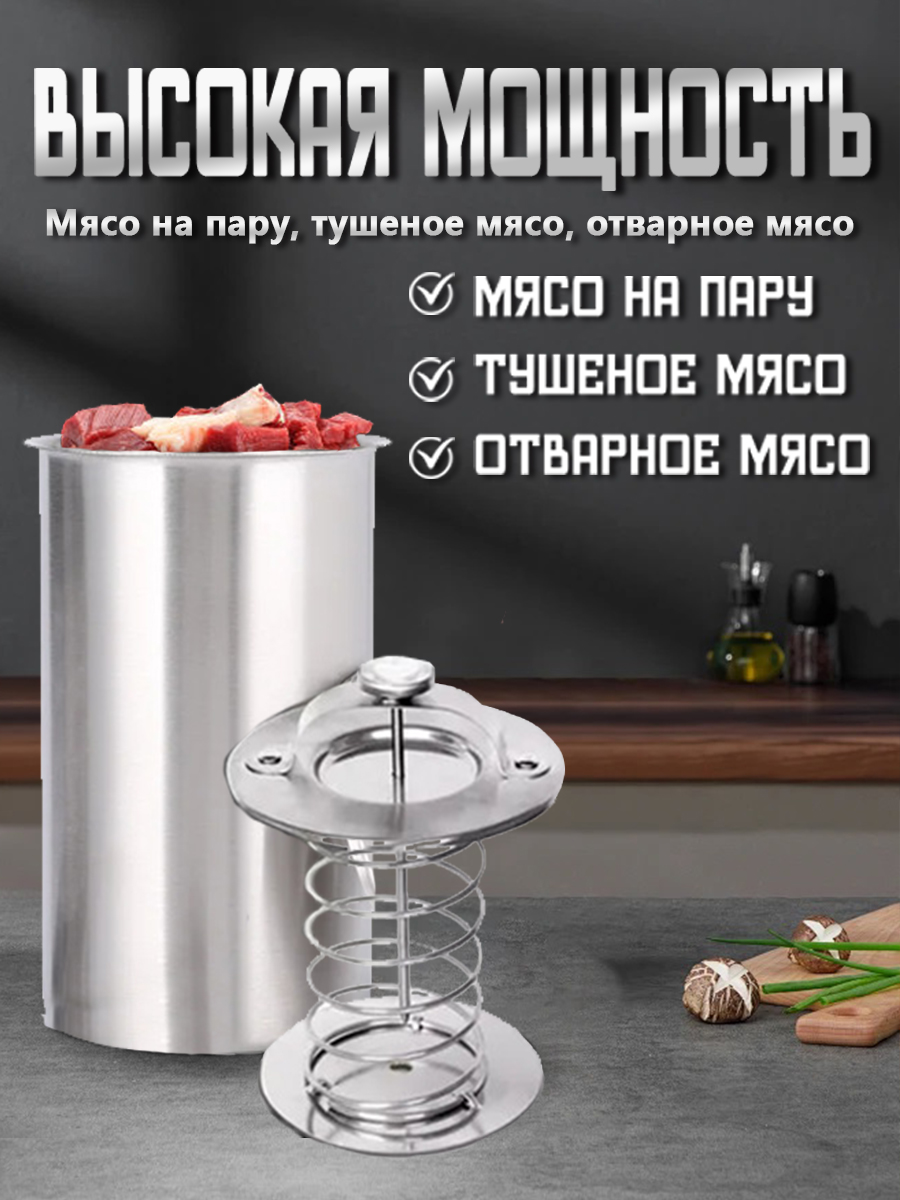 ВЫСОКАЯ МОЩНОСТЬ
Мясо на пару, тушеное мясо, отварное мясо
МЯСО НА ПАРУ
ТУШЕНОЕ МЯСО
ОТВАРНОЕ МЯСО